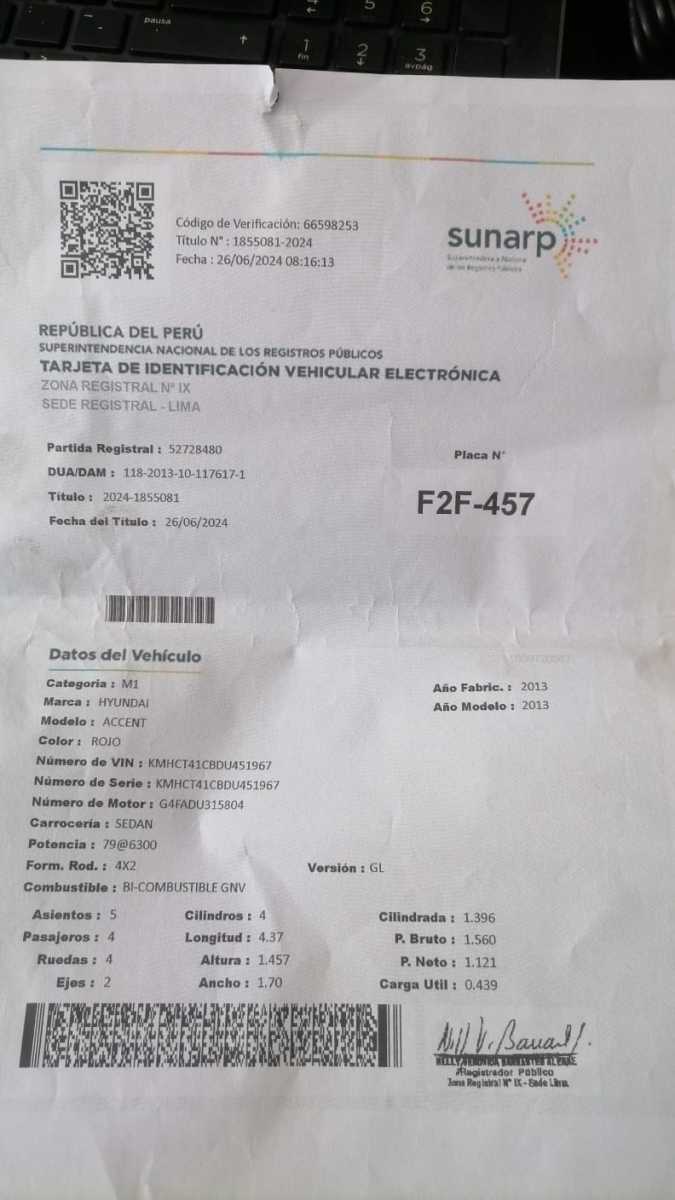 pausa
5
6
1
fin
2
3
avpág
Código de Verificación: 66598253
Título N° : 1855081-2024
Fecha : 26/06/2024 08:16:13
sunarp
Superintendencia Nacional
de los Registros Públicos
REPÚBLICA DEL PERÚ
SUPERINTENDENCIA NACIONAL DE LOS REGISTROS PÚBLICOS
TARJETA DE IDENTIFICACIÓN VEHICULAR ELECTRÓNICA
ZONA REGISTRAL N° IX
SEDE REGISTRAL - LIMA
Partida Registral : 52728480
DUA/DAM : 118-2013-10-117617-1
Título : 2024-1855081
Fecha del Título : 26/06/2024
Placa N°
F2F-457
Datos del Vehículo
Categoría : M1
Marca : HYUNDAI
Modelo : ACCENT
Color : ROJO
Número de VIN : KMHCT41CBDU451967
Número de Serie : KMHCT41CBDU451967
Número de Motor : G4FADU315804
Carrocería : SEDAN
Potencia : 79@6300
Form. Rod. : 4X2
Combustible : BI-COMBUSTIBLE GNV
Año Fabric. : 2013
Año Modelo : 2013
Versión : GL
Asientos : 5 Cilindros : 4 Cilindrada : 1.396
Pasajeros : 4 Longitud : 4.37 P. Bruto : 1.560
Ruedas : 4 Altura : 1.457 P. Neto : 1.121
Ejes : 2 Ancho : 1.70 Carga Util : 0.439
Registrador Público
Zona Registral N° IX - Sede Lima